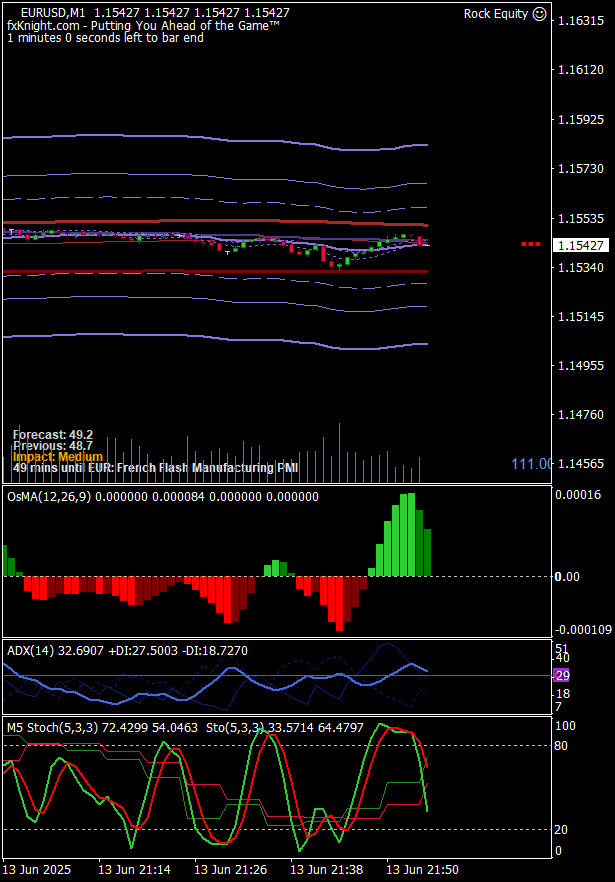 EURUSD,M1 1.15427 1.15427 1.15427 1.15427
Rock Equity ☺
fxKnight.com - Putting You Ahead of the Game™
1 minutes 0 seconds left to bar end
1.16315
1.16120
1.15925
1.15730
1.15535
1.15427
1.15340
1.15145
1.14955
1.14760
1.14565
Forecast: 49.2
Previous: 48.7
Impact: Medium
49 mins until EUR: French Flash Manufacturing PMI
111.00
OsMA(12,26,9) 0.000000 0.000084 0.000000 0.000000
0.00016
0.00
-0.000109
ADX(14) 32.6907 +DI:27.5003 -DI:18.7270
51
40
29
18
7
M5 Stoch(5,3,3) 72.4299 54.0463 Sto(5,3,3) 33.5714 64.4797
100
80
20
0
13 Jun 2025
13 Jun 21:14
13 Jun 21:26
13 Jun 21:38
13 Jun 21:50